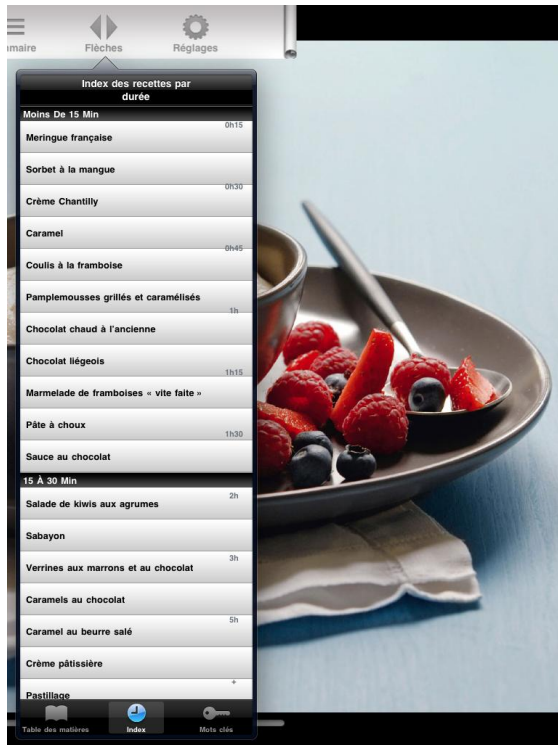 maire
Flèches
Réglages
Index des recettes par
durée
Moins De 15 Min
0h15
Meringue française
Sorbet à la mangue
0h30
Crème Chantilly
Caramel
0h45
Coulis à la framboise
Pamplemousses grillés et caramélisés
1h
Chocolat chaud à l'ancienne
Chocolat liégeois
1h15
Marmelade de framboises « vite faite »
Pâte à choux
1h30
Sauce au chocolat
15 À 30 Min
2h
Salade de kiwis aux agrumes
Sabayon
3h
Verrines aux marrons et au chocolat
Caramels au chocolat
5h
Caramel au beurre salé
Crème pâtissière
+
Pastillage
Table des matières
Index
Mots clés